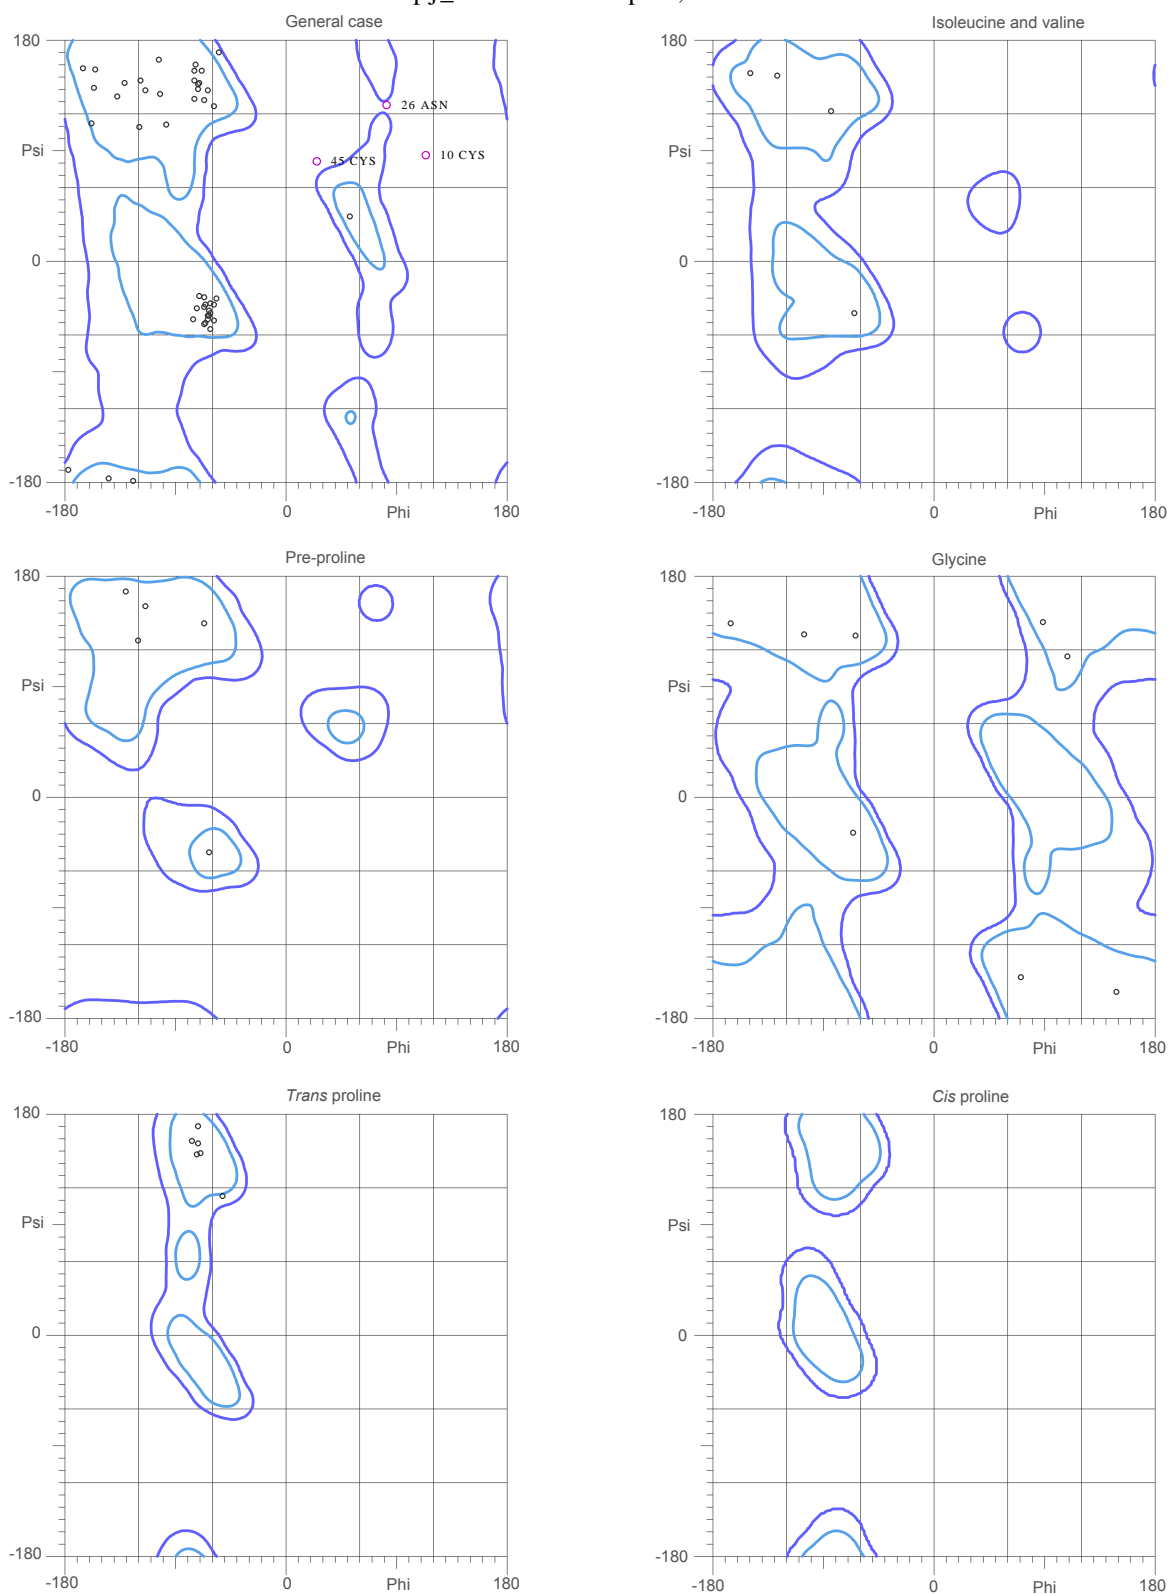 General case
180
Psi
0
-180
-180
0
Phi
180
26 ASN
45 CYS
10 CYS
Isoleucine and valine
180
Psi
0
-180
-180
0
Phi
180
Pre-proline
180
Psi
0
-180
-180
0
Phi
180
Glycine
180
Psi
0
-180
-180
0
Phi
180
Trans proline
180
Psi
0
-180
-180
0
Phi
180
Cis proline
180
Psi
0
-180
-180
0
Phi
180